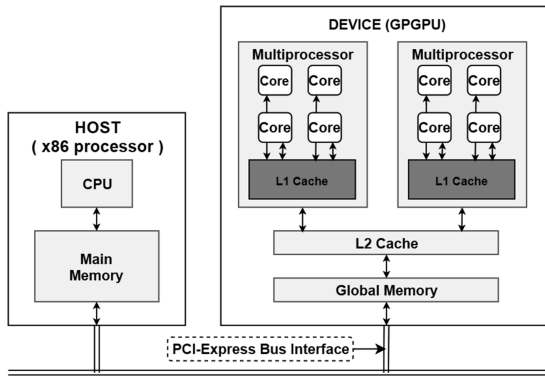 DEVICE (GPGPU)
Multiprocessor
Multiprocessor
Core
Core
Core
Core
Core
Core
Core
Core
L1 Cache
L1 Cache
L2 Cache
Global Memory
HOST
( x86 processor )
CPU
Main
Memory
PCI-Express Bus Interface